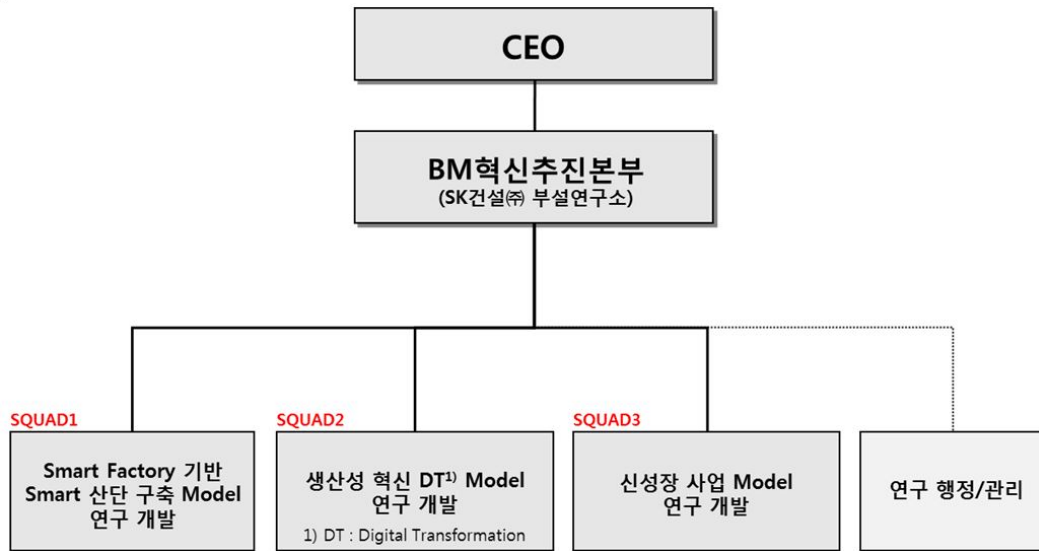 CEO
BM혁신추진본부
(SK건설㈜ 부설연구소)
SQUAD1
Smart Factory 기반
Smart 산단 구축 Model
연구 개발
SQUAD2
생산성 혁신 DT¹⁾ Model
연구 개발
1) DT : Digital Transformation
SQUAD3
신성장 사업 Model
연구 개발
연구 행정/관리